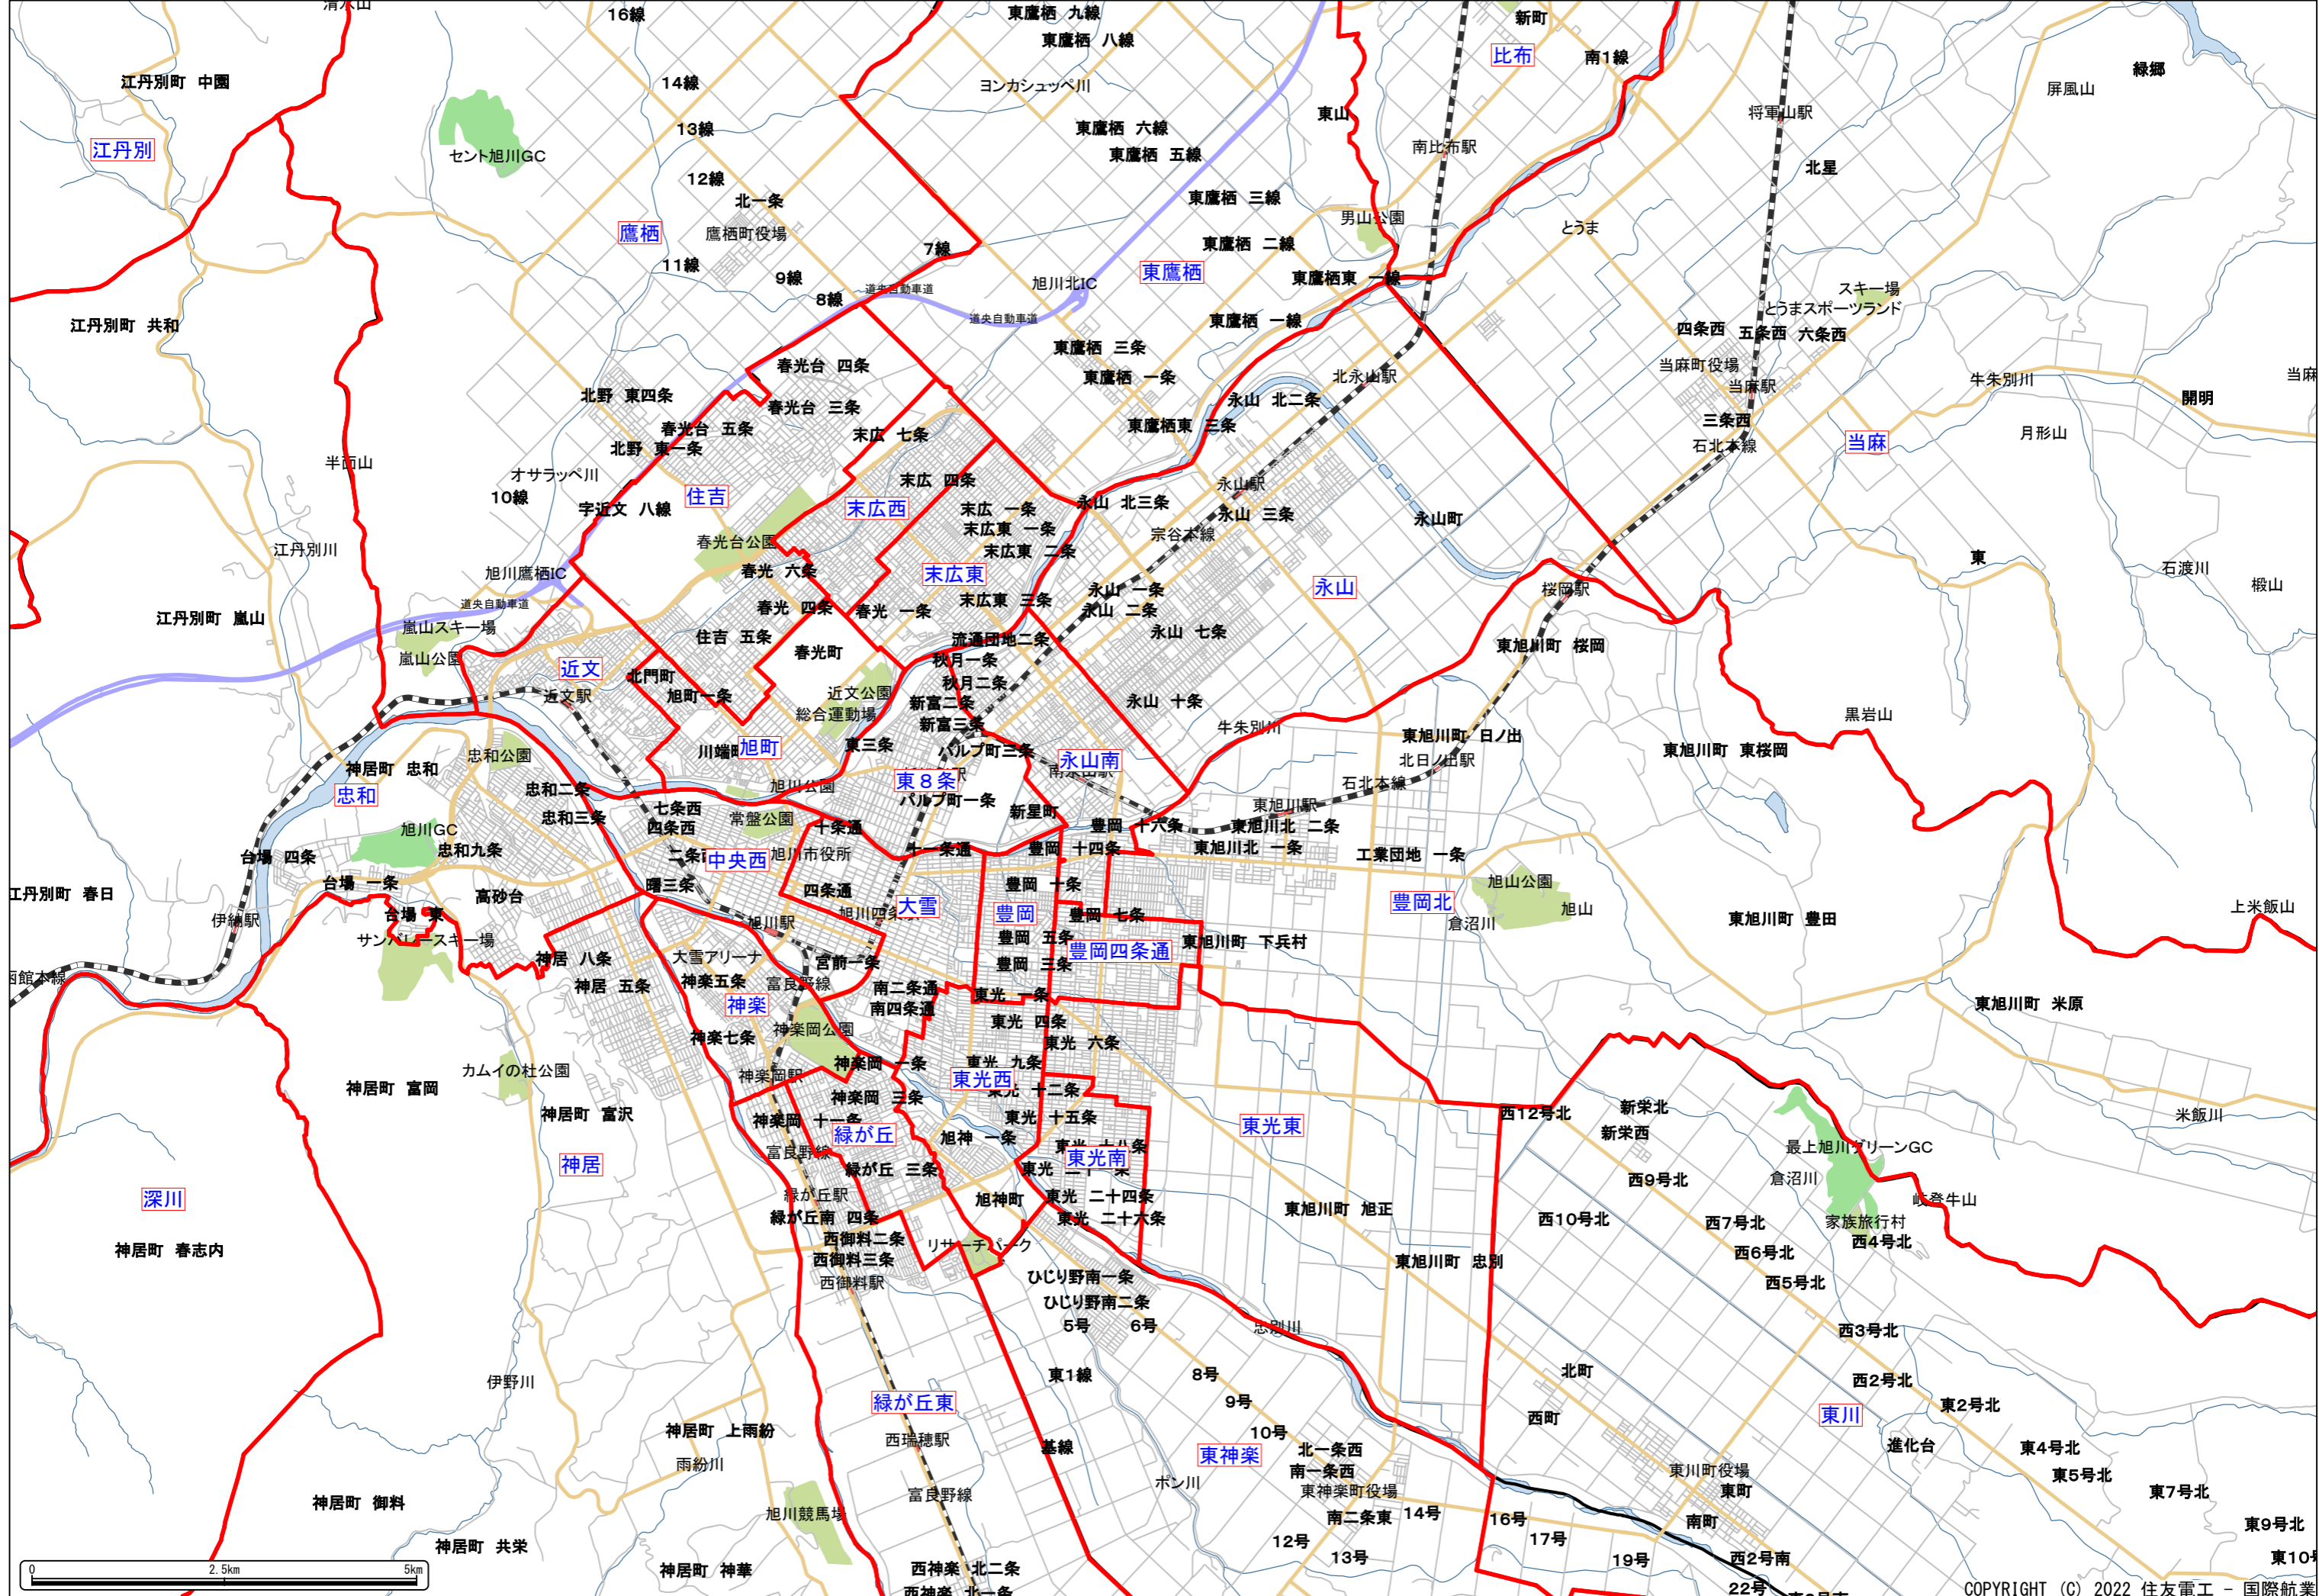 清水山
16線
東鷹栖 九線
新町
東鷹栖 八線
比布
南1線
緑郷
江丹別町 中園
14線
ヨンカシュッペ川
屏風山
東山
将軍山駅
13線
東鷹栖 六線
江丹別
セント旭川GC
東鷹栖 五線
南比布駅
北星
12線
北一条
東鷹栖 三線
男山公園
鷹栖
鷹栖町役場
とうま
7線
東鷹栖 二線
11線
9線
東鷹栖
東鷹栖東 一線
旭川北IC
道央自動車道
スキー場
8線
とうまスポーツランド
江丹別町 共和
道央自動車道
東鷹栖 一線
四条西
五条西
六条西
東鷹栖 三条
春光台 四条
当麻町役場
東鷹栖 一条
北永山駅
当麻駅
牛朱別川
当麻
北野 東四条
春光台 三条
永山 北二条
開明
春光台 五条
末広 七条
東鷹栖東 三条
三条西
月形山
北野 東一条
石北本線
当麻
半面山
オサラッペ川
末広 四条
永山駅
10線
住吉
末広西
永山 北三条
字近文 八線
末広 一条
永山 三条
永山町
末広東 一条
宗谷本線
春光台公園
末広東 二条
江丹別川
東
旭川鷹栖IC
春光 六条
末広東
永山
桜岡駅
石渡川
椴山
道央自動車道
春光 四条
春光 一条
末広東 三条
永山 一条
永山 二条
江丹別町 嵐山
嵐山スキー場
住吉 五条
流通団地二条
永山 七条
東旭川町 桜岡
嵐山公園
近文
春光町
秋月一条
北門町
秋月二条
近文駅
旭町一条
近文公園
新富二条
永山 十条
総合運動場
新富三条
牛朱別川
黒岩山
川端町
旭町
東三条
パルプ町三条
東旭川町 日ノ出
東旭川町 東桜岡
忠和公園
永山南
北日ノ出駅
神居町 忠和
南永山駅
忠和
忠和二条
旭川公園
東8条
石北本線
七条西
パルプ町一条
東旭川駅
忠和三条
四条西
常盤公園
新星町
旭川GC
十条通
豊岡 十六条
東旭川北 二条
台場 四条
忠和九条
中央西
旭川市役所
十一条通
豊岡 十四条
東旭川北 一条
工業団地 一条
台場 一条
曙三条
四条通
豊岡 十条
旭山公園
江丹別町 春日
高砂台
大雪
豊岡
豊岡北
旭山
台場 東
伊納駅
旭川駅
豊岡 七条
倉沼川
東旭川町 豊田
上米飯山
サンバレースキー場
豊岡 五条
豊岡四条通
東旭川町 下兵村
神居 八条
大雪アリーナ
宮前一条
豊岡 三条
函館本線
神居 五条
神楽五条
富良野線
南二条通
東光 一条
神楽
南四条通
東旭川町 米原
神楽岡公園
東光 四条
神楽七条
東光 六条
カムイの杜公園
神楽岡 一条
東光 九条
神居町 富岡
神楽岡駅
東光西
東光 十二条
神楽岡 三条
神居町 富沢
神楽岡 十一条
東光 十五条
西12号北
新栄北
米飯川
緑が丘
旭神 一条
東光東
新栄西
富良野線
東光 十八条
最上旭川グリーンGC
神居
緑が丘 三条
東光南
西9号北
倉沼川
深川
緑が丘駅
旭神町
東光 二十四条
東旭川町 旭正
岐登牛山
緑が丘南 四条
東光 二十六条
西10号北
西7号北
家族旅行村
神居町 春志内
西御料二条
リサーチパーク
西6号北
西4号北
西御料三条
東旭川町 忠別
西御料駅
ひじり野南一条
西5号北
ひじり野南二条
5号
6号
忠別川
西3号北
東1線
8号
北町
伊野川
西2号北
緑が丘東
9号
西町
東川
東2号北
神居町 上雨紛
10号
西瑞穂駅
基線
東神楽
北一条西
進化台
東4号北
雨紛川
ポン川
南一条西
東川町役場
東5号北
神居町 御料
富良野線
東神楽町役場
東町
東7号北
旭川競馬場
南二条東
14号
16号
南町
東9号北
神居町 共栄
12号
17号
13号
19号
西2号南
神居町 神華
西神楽 北二条
西神楽 北一条
22号
0
2.5km
5km
COPYRIGHT (C) 2022 住友電工 - 国際航業